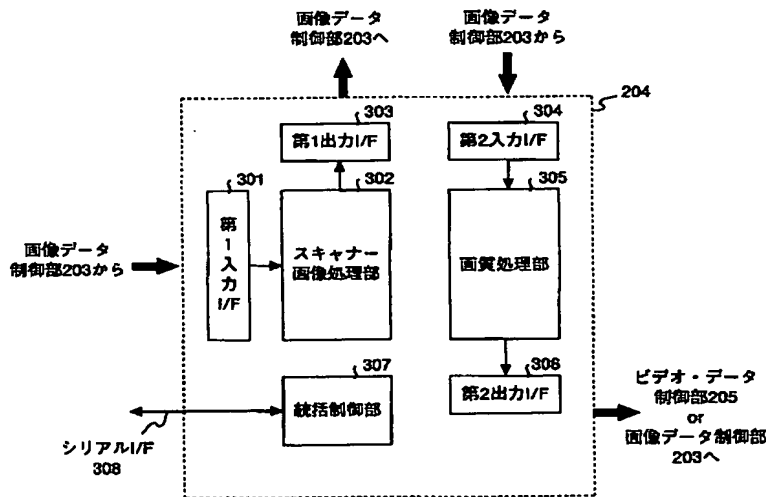 画像データ
制御部203へ
画像データ
制御部203から
204
303
第1出力I/F
304
第2入力I/F
301
第1入力I/F
302
スキャナー
画像処理部
305
画質処理部
画像データ
制御部203から
307
統括制御部
306
第2出力I/F
シリアルI/F
308
ビデオ・データ
制御部205
or
画像データ制御部
203へ